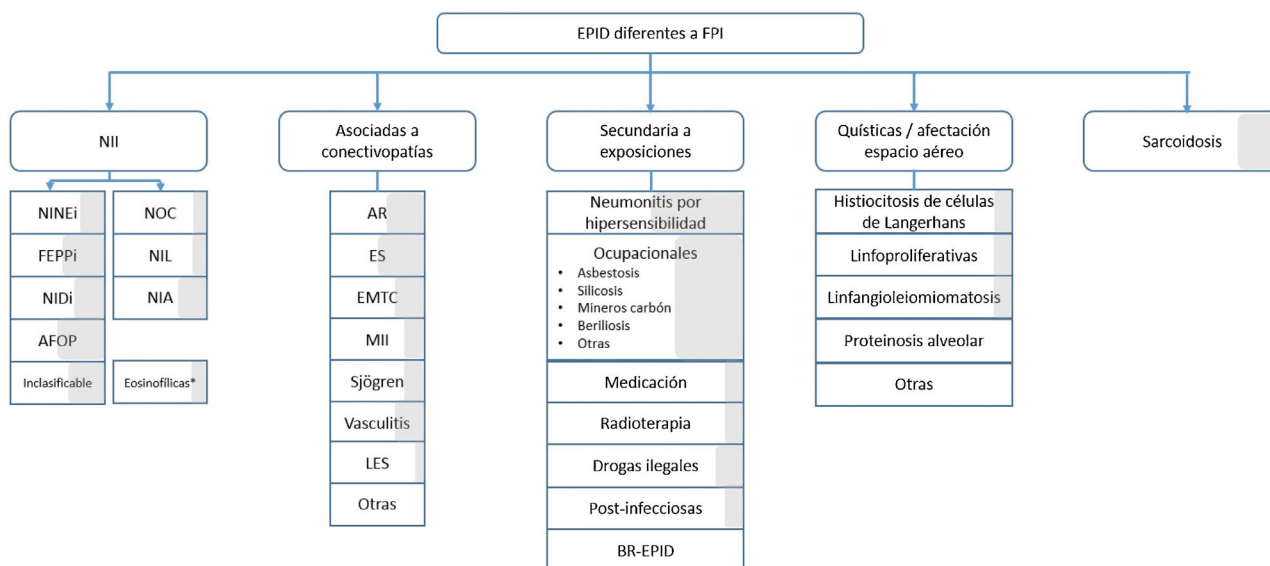 EPID diferentes a FPI
NII
NINEi
FEPPi
NIDi
AFOP
Inclasificable
NOC
NIL
NIA
Eosinofílicas*
Asociadas a
conectivopatías
AR
ES
EMTC
MII
Sjögren
Vasculitis
LES
Otras
Secundaria a
exposiciones
Neumonitis por
hipersensibilidad
Ocupacionales
• Asbestosis
• Silicosis
• Mineros carbón
• Beriliosis
• Otras
Medicación
Radioterapia
Drogas ilegales
Post-infecciosas
BR-EPID
Quísticas / afectación
espacio aéreo
Histiocitosis de células
de Langerhans
Linfoproliferativas
Linfangioleiomiomatosis
Proteinosis alveolar
Otras
Sarcoidosis